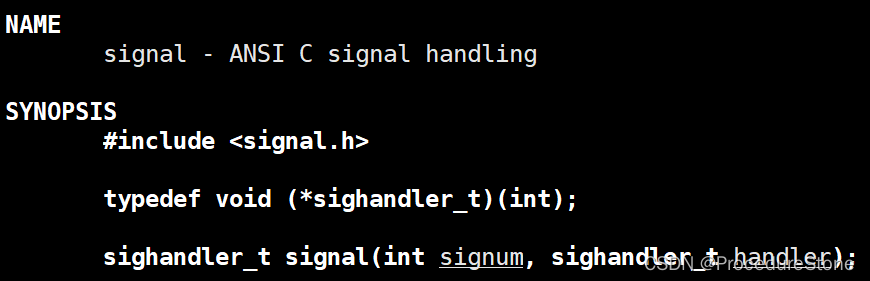 NAME
signal - ANSI C signal handling
SYNOPSIS
#include <signal.h>
typedef void (*sighandler_t)(int);
sighandler_t signal(int signum, sighandler_t handler);
CSDN @ProcedureStone